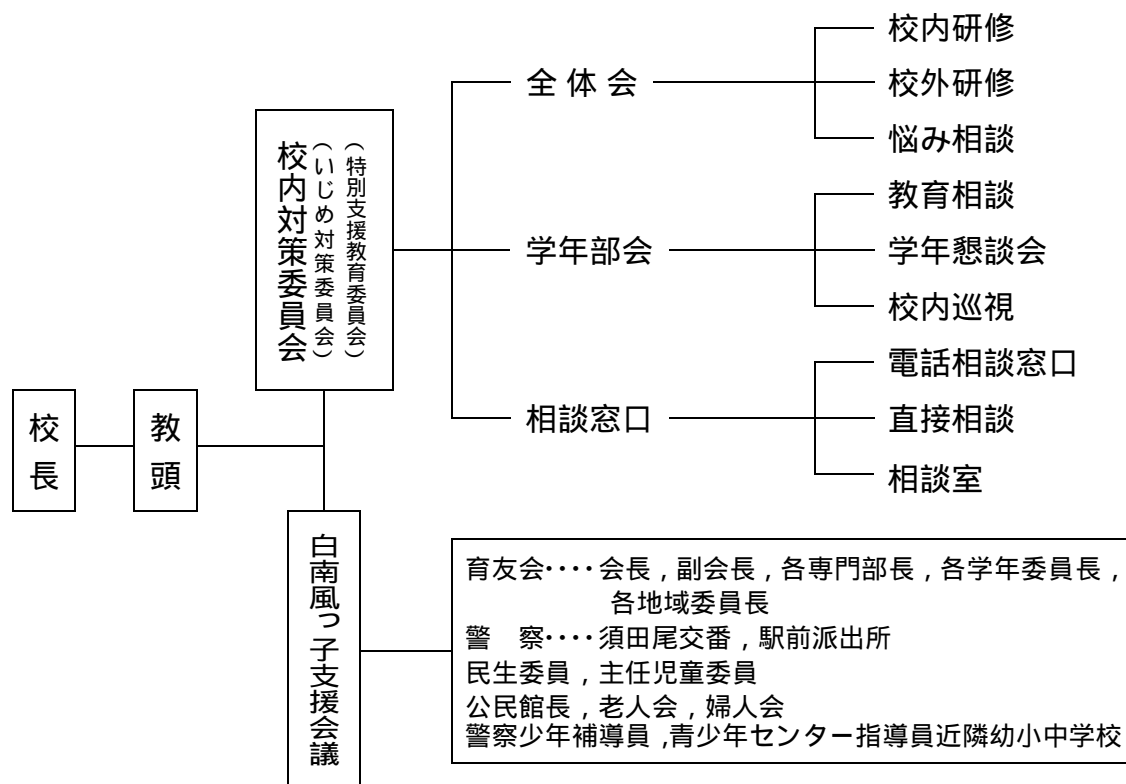 校長
教頭
校内対策委員会
(いじめ対策委員会)
(特別支援教育委員会)
全体会
校内研修
校外研修
悩み相談
学年部会
教育相談
学年懇談会
校内巡視
相談窓口
電話相談窓口
直接相談
相談室
白南風っ子支援会議
育友会‥‥会長，副会長，各専門部長，各学年委員長，
各地域委員長
警　察‥‥須田尾交番，駅前派出所
民生委員，主任児童委員
公民館長，老人会，婦人会
警察少年補導員，青少年センター指導員近隣幼小中学校